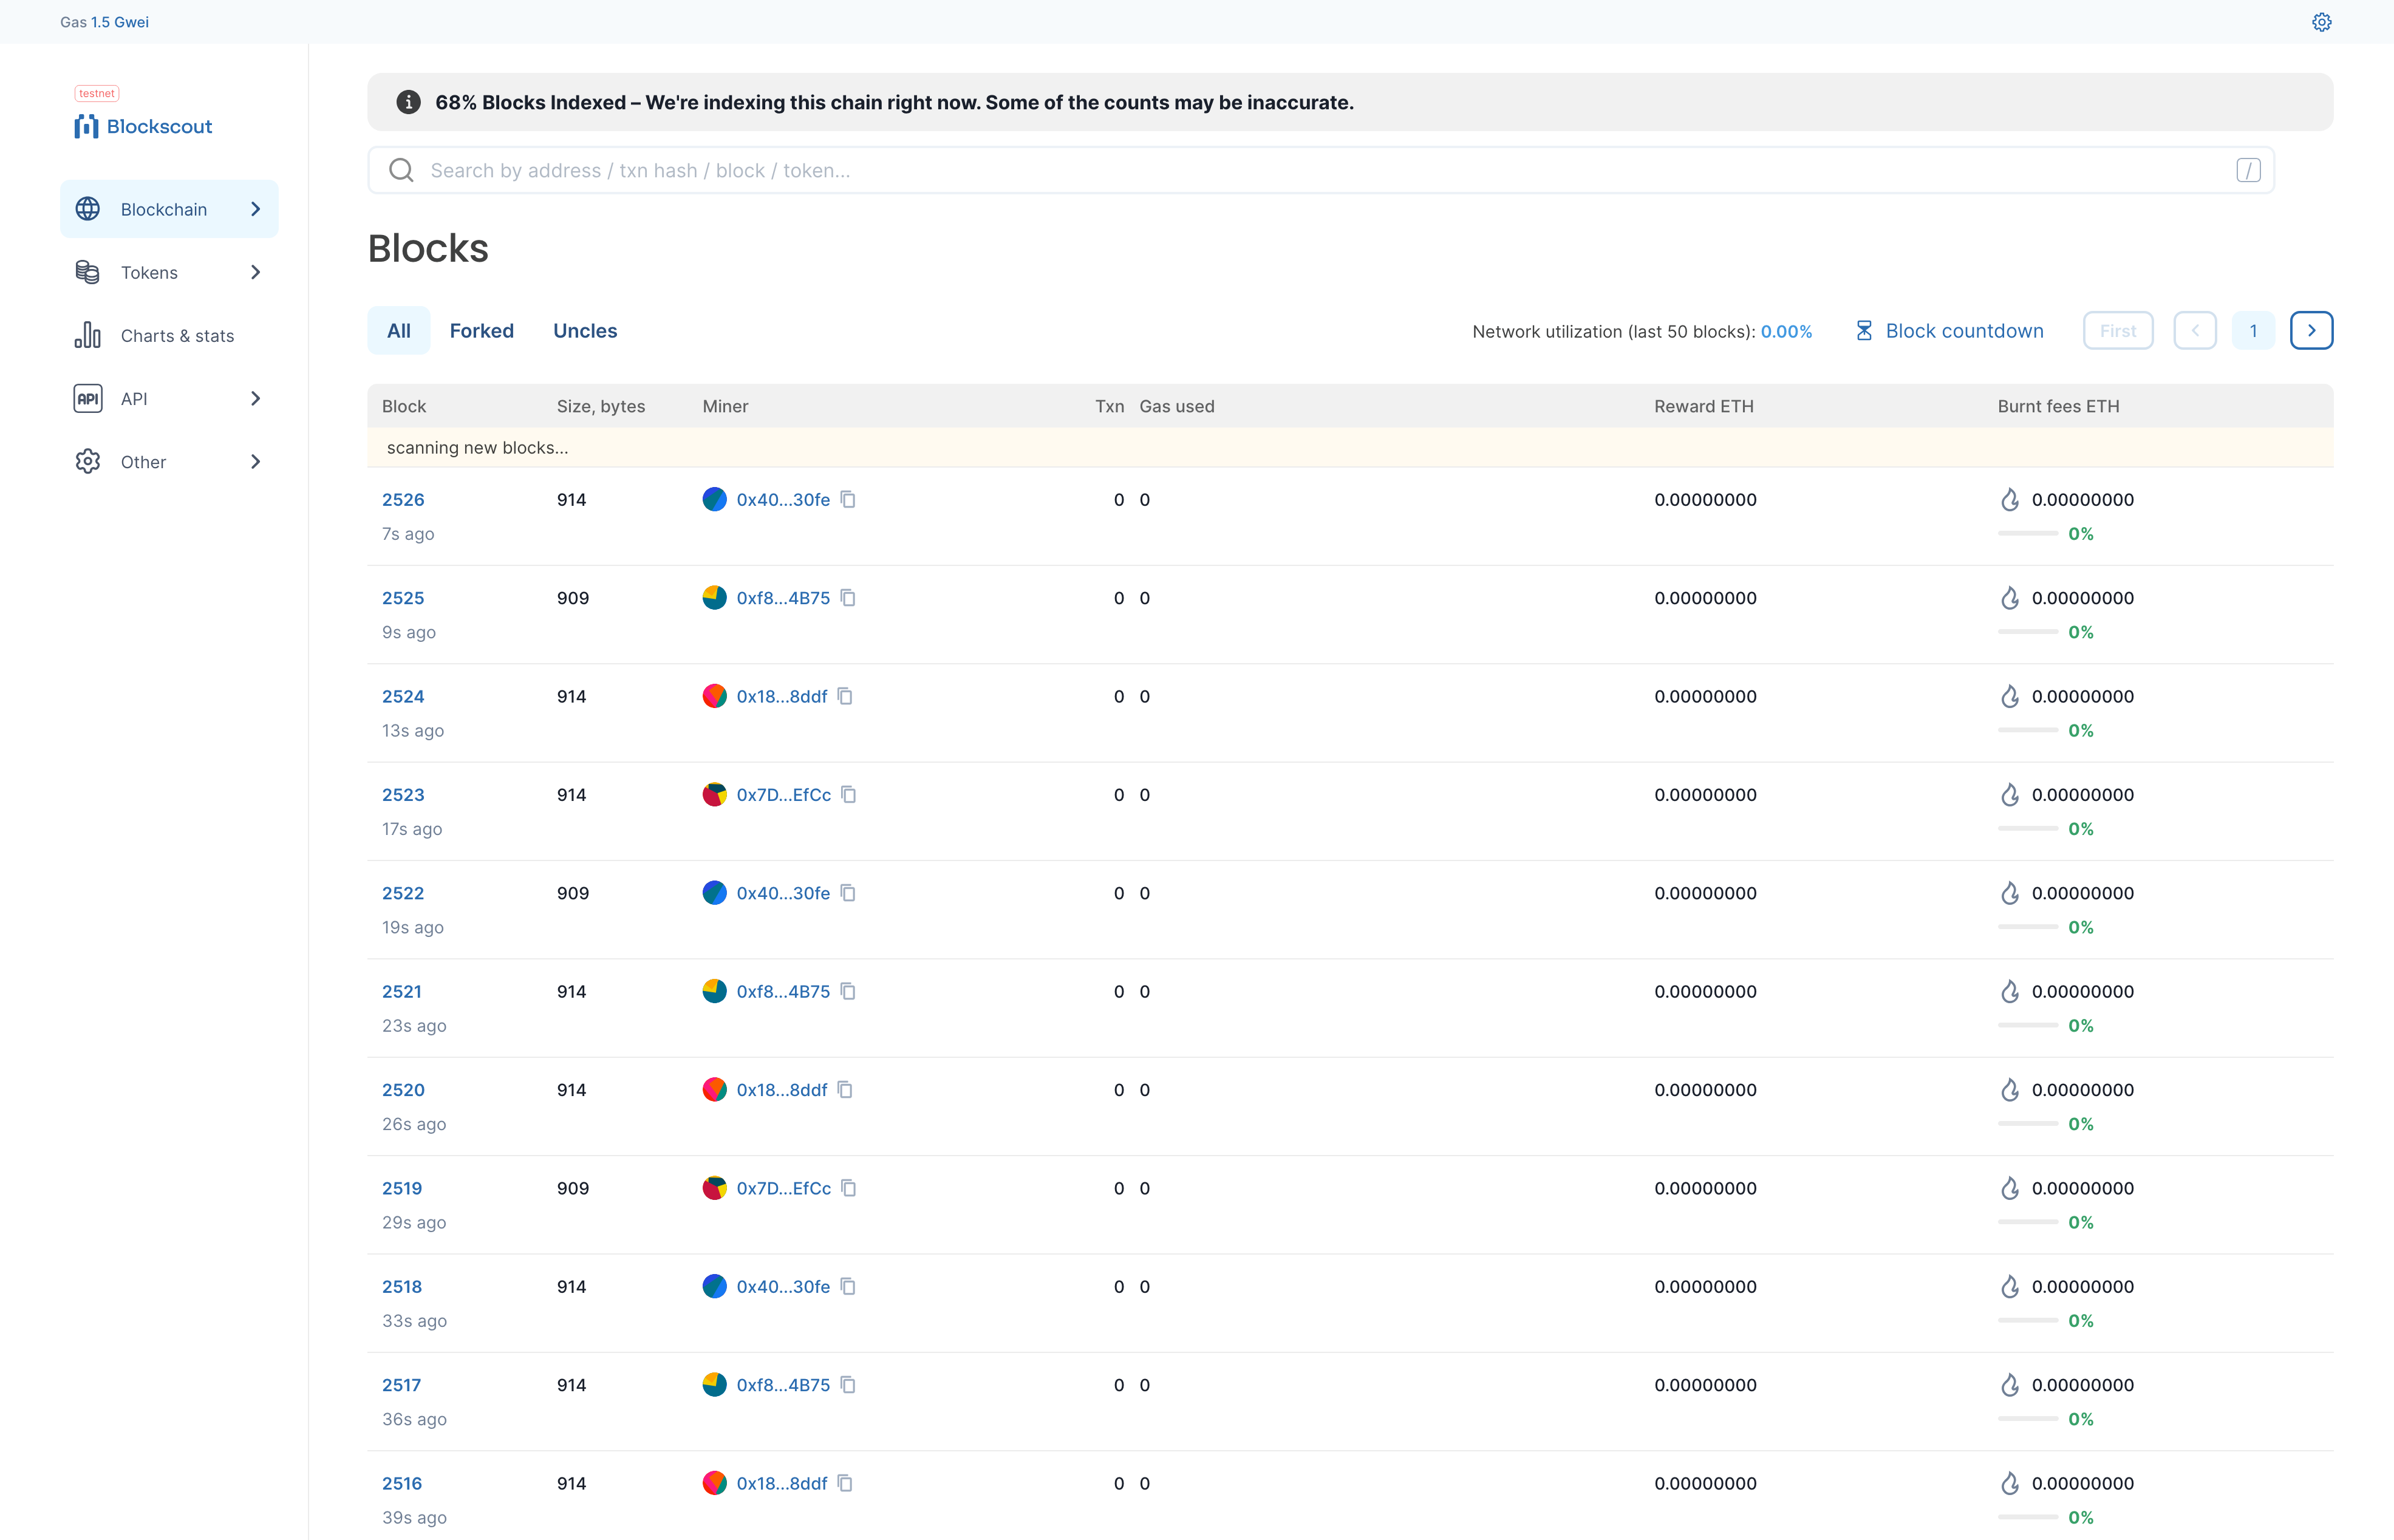 Gas 1.5 Gwei
testnet
Blockscout
Blockchain
Tokens
Charts & stats
API API
Other
68% Blocks Indexed – We're indexing this chain right now. Some of the counts may be inaccurate.
Search by address / txn hash / block / token... /
Blocks
All Forked Uncles Network utilization (last 50 blocks): 0.00% Block countdown First 1
Block Size, bytes Miner Txn Gas used Reward ETH Burnt fees ETH
scanning new blocks...
2526 914 0x40...30fe 0 0 0.00000000 0.00000000
7s ago 0%
2525 909 0xf8...4B75 0 0 0.00000000 0.00000000
9s ago 0%
2524 914 0x18...8ddf 0 0 0.00000000 0.00000000
13s ago 0%
2523 914 0x7D...EfCc 0 0 0.00000000 0.00000000
17s ago 0%
2522 909 0x40...30fe 0 0 0.00000000 0.00000000
19s ago 0%
2521 914 0xf8...4B75 0 0 0.00000000 0.00000000
23s ago 0%
2520 914 0x18...8ddf 0 0 0.00000000 0.00000000
26s ago 0%
2519 909 0x7D...EfCc 0 0 0.00000000 0.00000000
29s ago 0%
2518 914 0x40...30fe 0 0 0.00000000 0.00000000
33s ago 0%
2517 914 0xf8...4B75 0 0 0.00000000 0.00000000
36s ago 0%
2516 914 0x18...8ddf 0 0 0.00000000 0.00000000
39s ago 0%